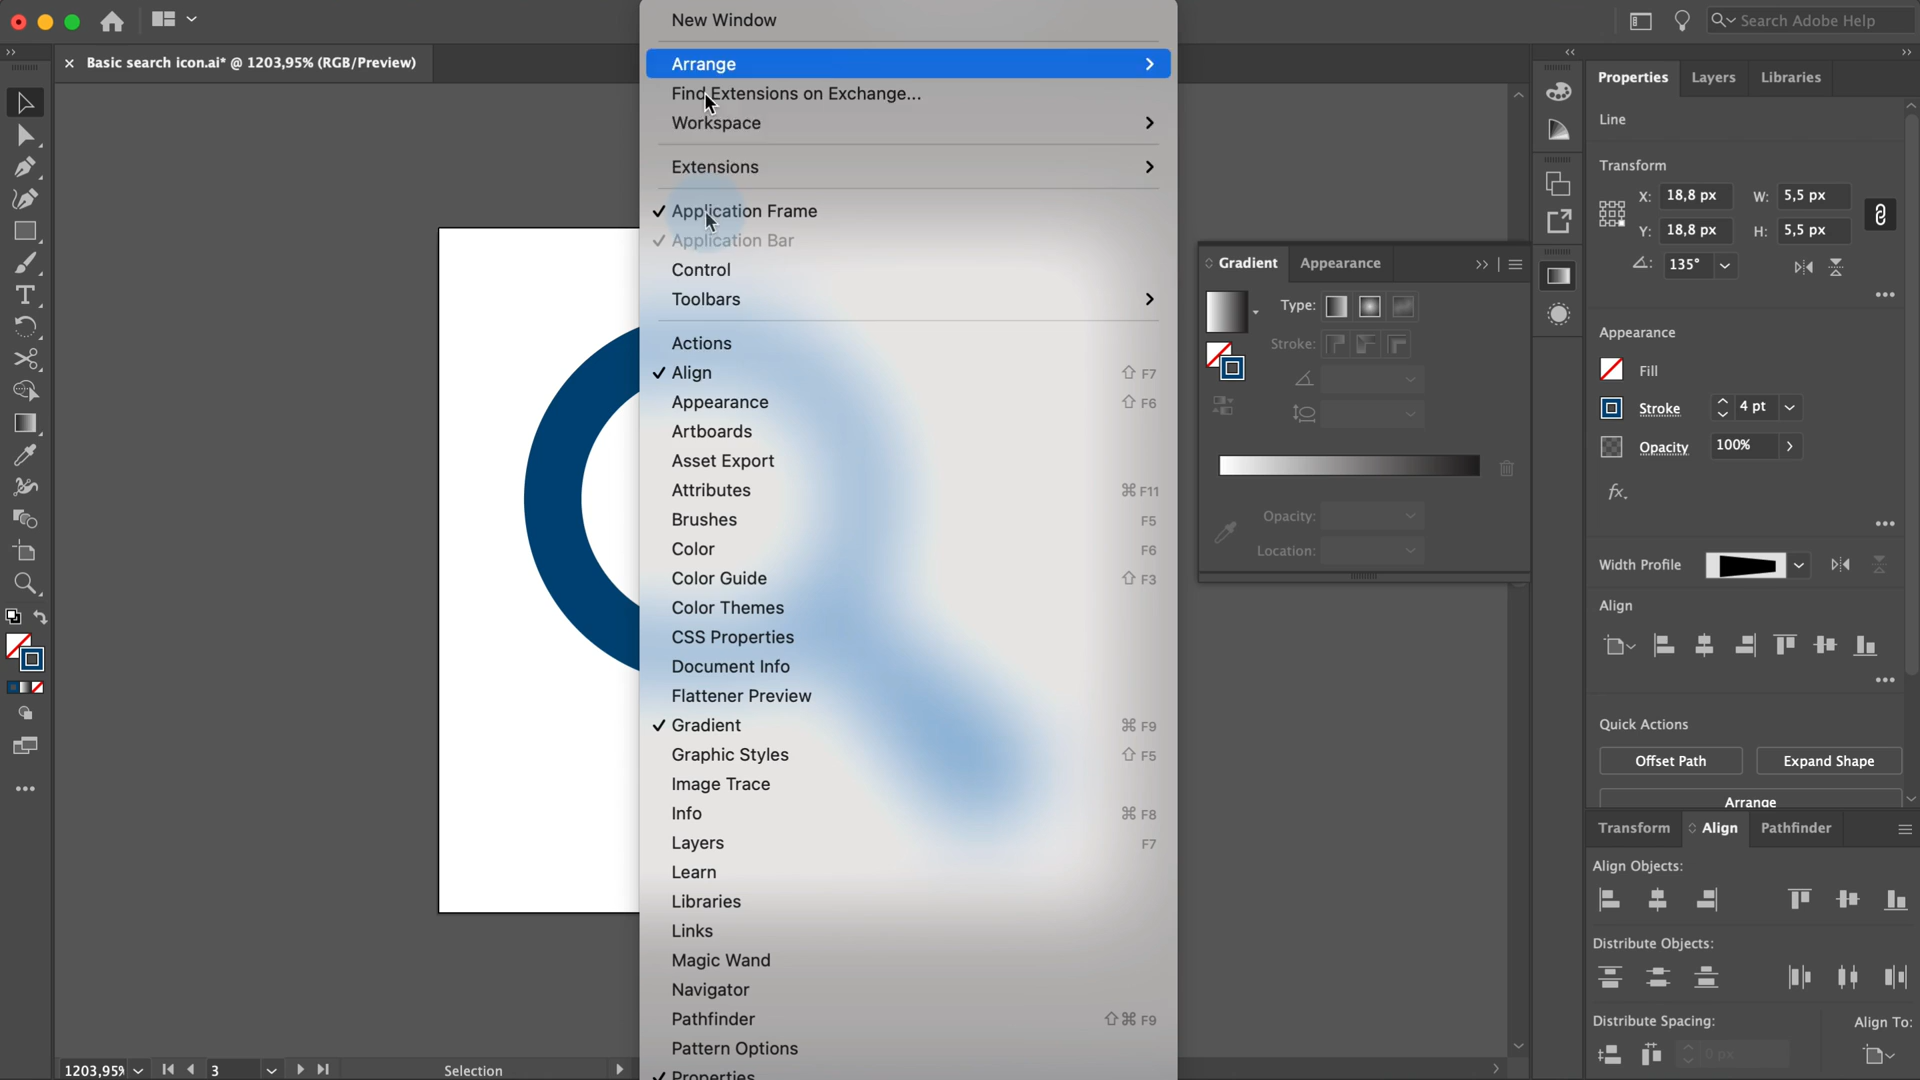 Search Adobe Help
Basic search icon.ai* @ 1203,95% (RGB/Preview)
New Window
Arrange
Find Extensions on Exchange...
Workspace
Extensions
Application Frame
Application Bar
Control
Toolbars
Actions
Align ⇧ F7
Appearance ⇧ F6
Artboards
Asset Export
Attributes ⌘ F11
Brushes F5
Color F6
Color Guide ⇧ F3
Color Themes
CSS Properties
Document Info
Flattener Preview
Gradient ⌘ F9
Graphic Styles ⇧ F5
Image Trace
Info ⌘ F8
Layers F7
Learn
Libraries
Links
Magic Wand
Navigator
Pathfinder ⇧⌘ F9
Pattern Options
Properties
Gradient Appearance
Type:
Stroke:
Opacity:
Location:
Properties Layers Libraries
Line
Transform
X: 18,8 px W: 5,5 px
Y: 18,8 px H: 5,5 px
135°
Appearance
Fill
Stroke 4 pt
Opacity 100%
fx.
Width Profile
Align
Quick Actions
Offset Path Expand Shape
Arrange
Transform Align Pathfinder
Align Objects:
Distribute Objects:
Distribute Spacing: Align To:
0 px
1203,95% 3 Selection